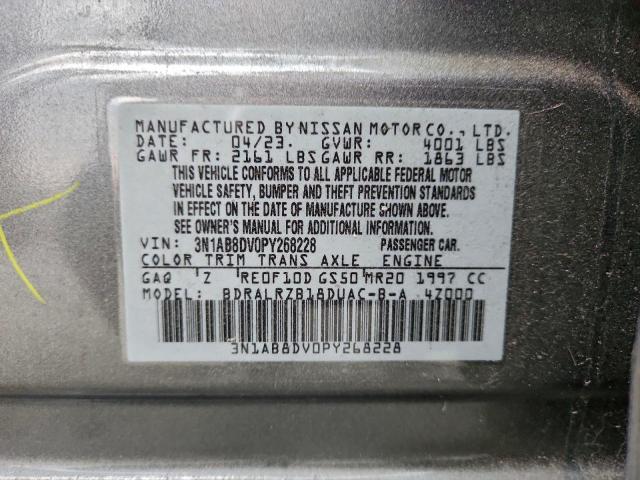 MANUFACTURED BY NISSAN MOTOR CO., LTD.
DATE: 04/23. GVWR: 4001 LBS
GAWR FR: 2161 LBS GAWR RR: 1863 LBS
THIS VEHICLE CONFORMS TO ALL APPLICABLE FEDERAL MOTOR
VEHICLE SAFETY, BUMPER AND THEFT PREVENTION STANDARDS
IN EFFECT ON THE DATE OF MANUFACTURE SHOWN ABOVE.
SEE OWNER'S MANUAL FOR ADDITIONAL INFORMATION.
VIN: 3N1AB8DV0PY268228 PASSENGER CAR.
COLOR TRIM TRANS AXLE ENGINE
GAQ Z RE0F10D GS50 MR20 1997 CC
MODEL: BDRALRZB18DUAC-B-A 4Z000
3N1AB8DV0PY268228